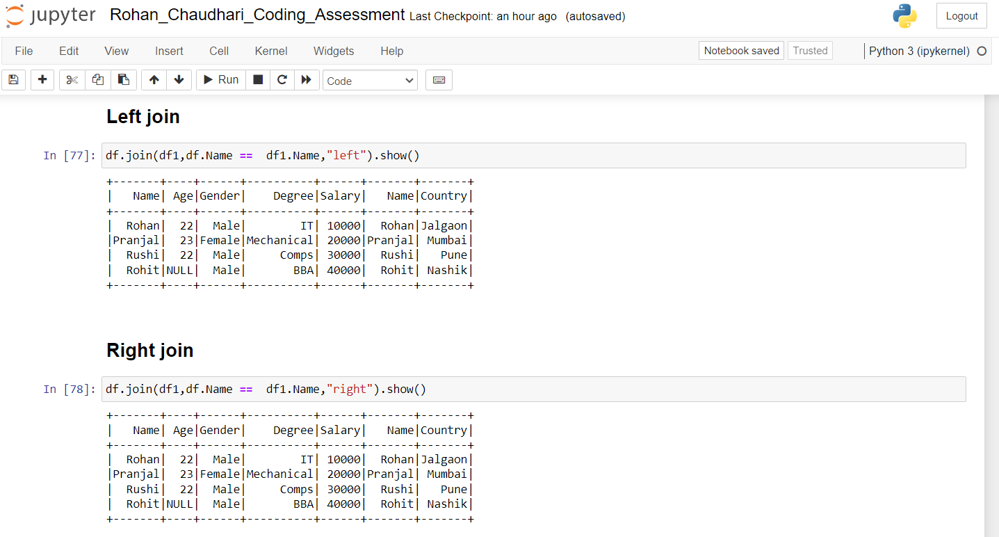 jupyter Rohan_Chaudhari_Coding_Assessment Last Checkpoint: an hour ago (autosaved) Logout
File Edit View Insert Cell Kernel Widgets Help Notebook saved Trusted Python 3 (ipykernel)
Run Code
Left join
In [77]: df.join(df1,df.Name ==  df1.Name,"left").show()
+-------+----+------+----------+------+-------+-------+
|   Name| Age|Gender|    Degree|Salary|   Name|Country|
+-------+----+------+----------+------+-------+-------+
|  Rohan|  22|  Male|        IT| 10000|  Rohan|Jalgaon|
|Pranjal|  23|Female|Mechanical| 20000|Pranjal| Mumbai|
|  Rushi|  22|  Male|     Comps| 30000|  Rushi|   Pune|
|  Rohit|NULL|  Male|       BBA| 40000|  Rohit| Nashik|
+-------+----+------+----------+------+-------+-------+
Right join
In [78]: df.join(df1,df.Name ==  df1.Name,"right").show()
+-------+----+------+----------+------+-------+-------+
|   Name| Age|Gender|    Degree|Salary|   Name|Country|
+-------+----+------+----------+------+-------+-------+
|  Rohan|  22|  Male|        IT| 10000|  Rohan|Jalgaon|
|Pranjal|  23|Female|Mechanical| 20000|Pranjal| Mumbai|
|  Rushi|  22|  Male|     Comps| 30000|  Rushi|   Pune|
|  Rohit|NULL|  Male|       BBA| 40000|  Rohit| Nashik|
+-------+----+------+----------+------+-------+-------+